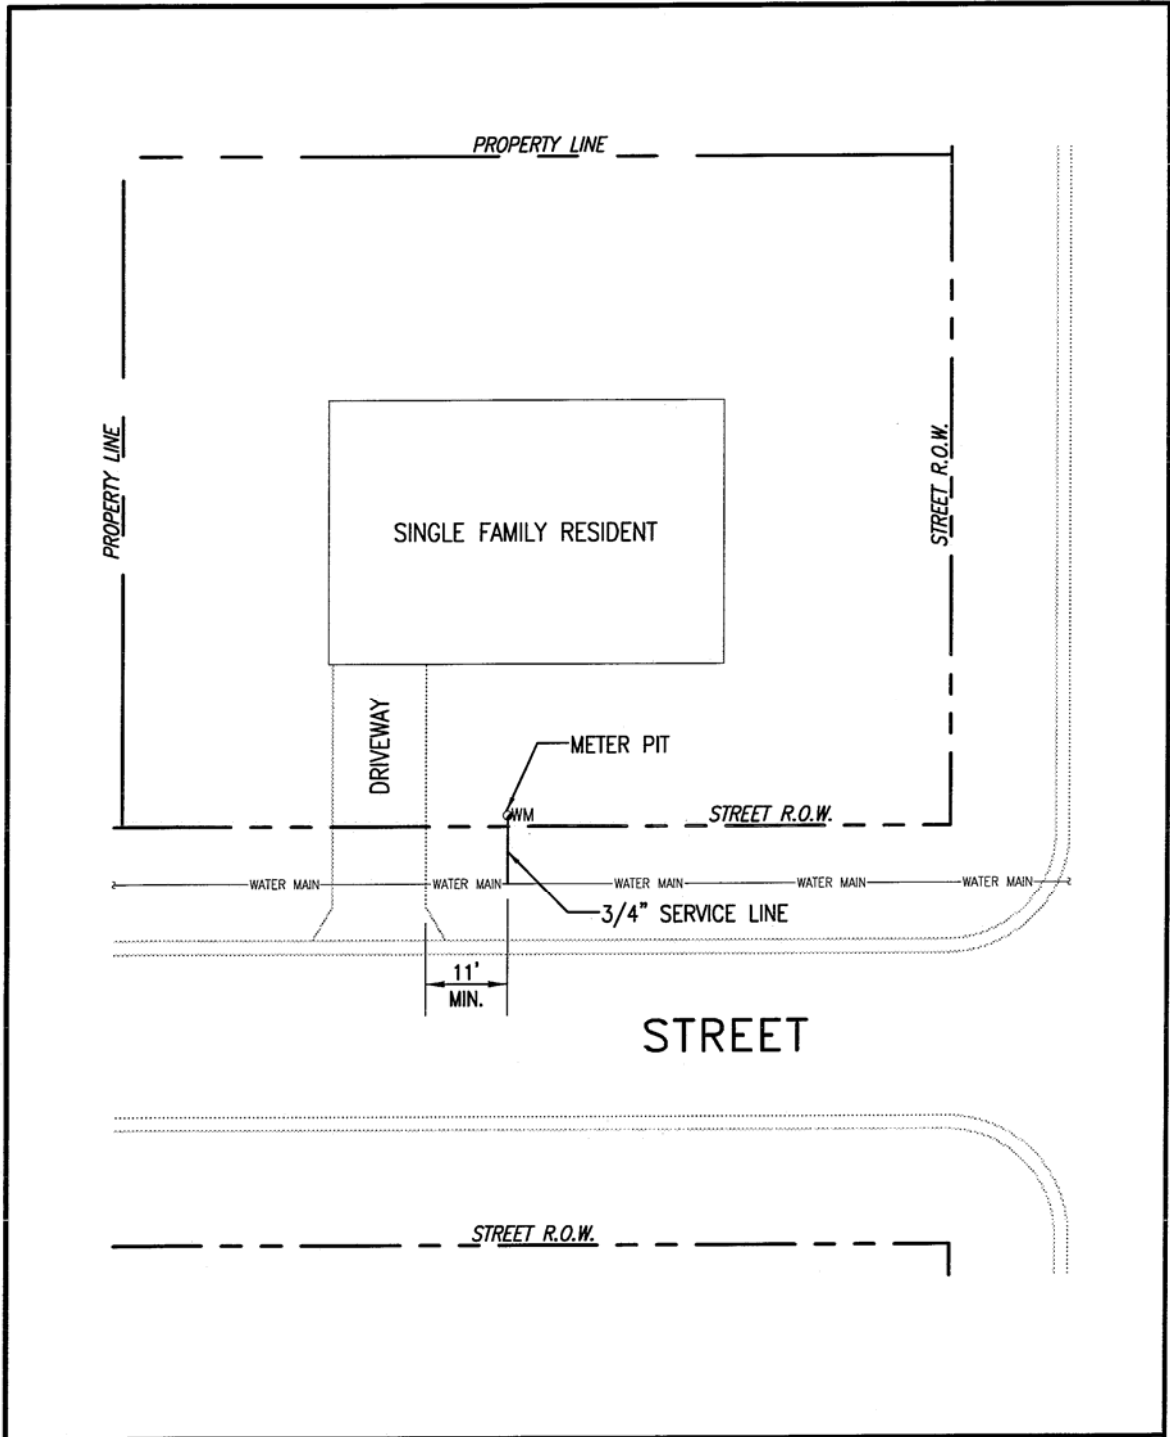 PROPERTY LINE
PROPERTY LINE
STREET R.O.W.
SINGLE FAMILY RESIDENT
DRIVEWAY
METER PIT
WM
STREET R.O.W.
WATER MAIN WATER MAIN WATER MAIN WATER MAIN WATER MAIN
3/4" SERVICE LINE
11'
MIN.
STREET
STREET R.O.W.